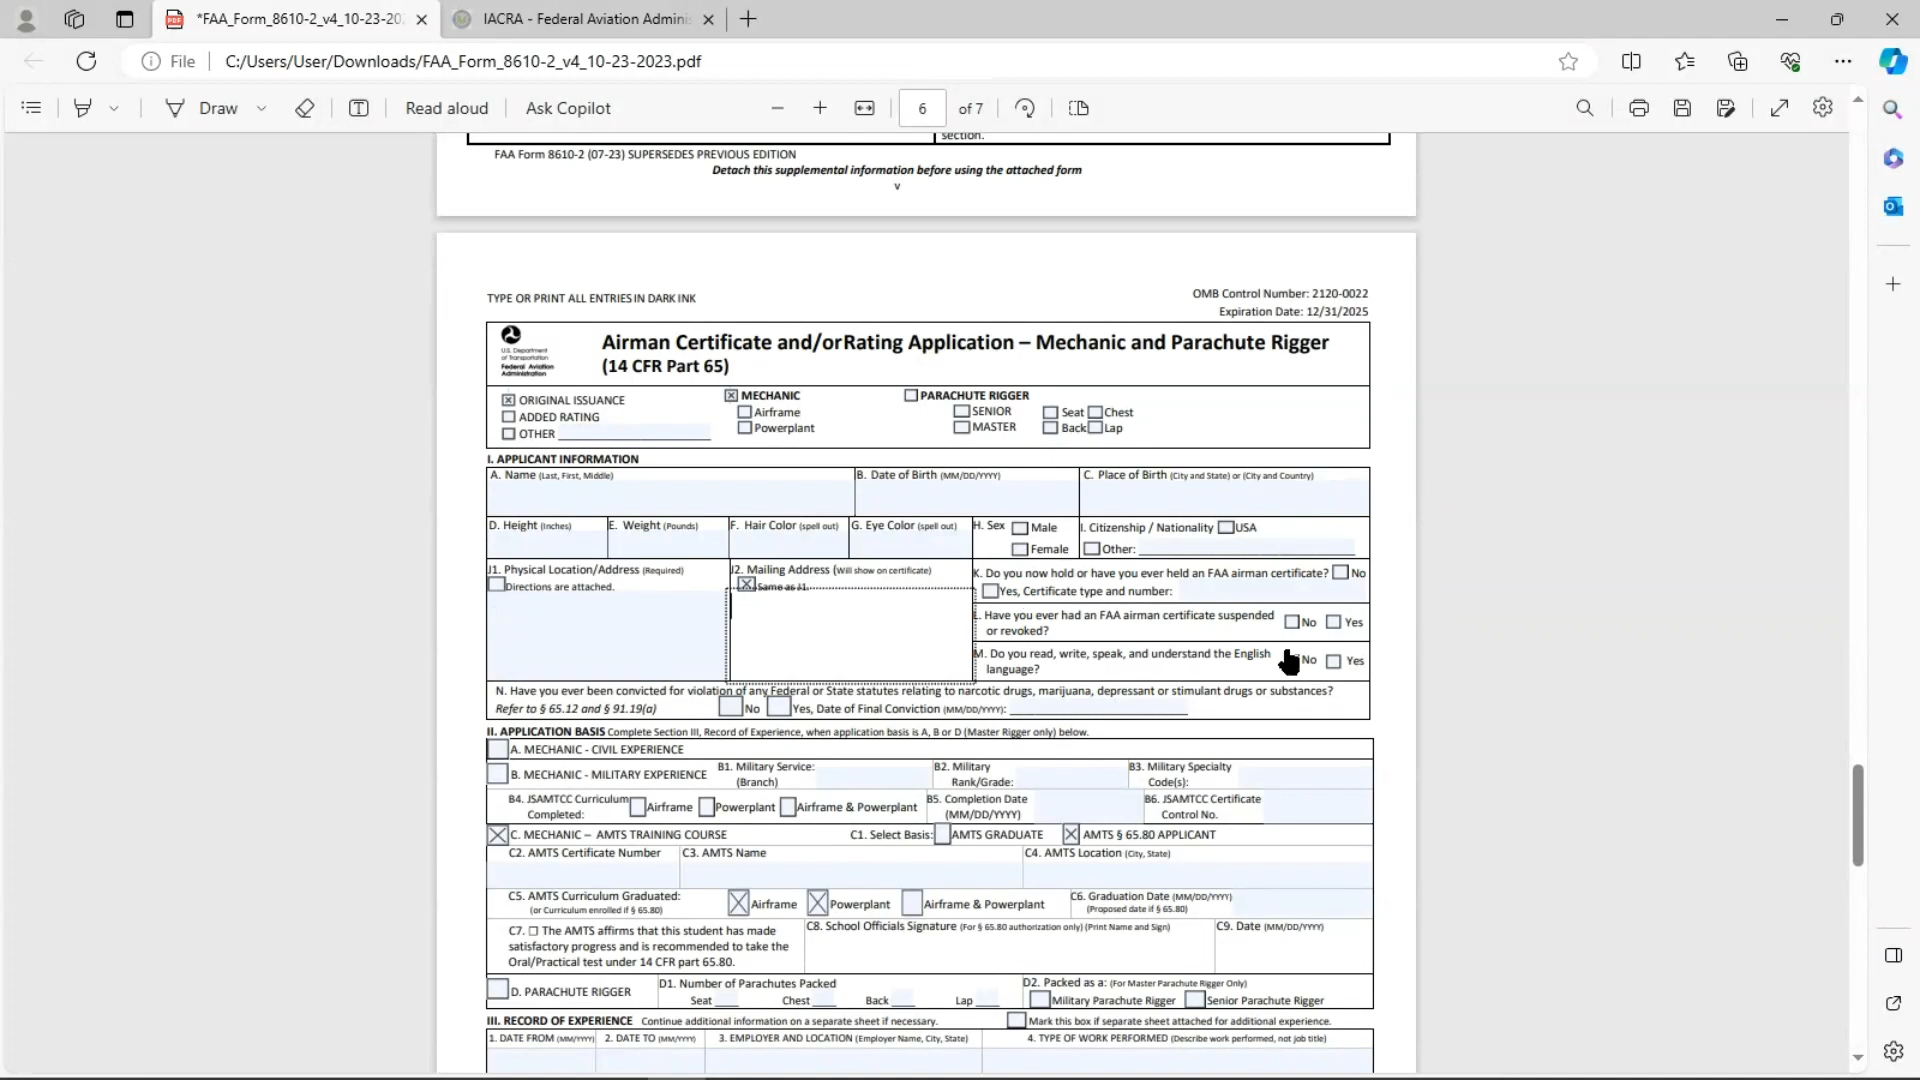 *FAA_Form_8610-2_v4_10-23-20
IACRA - Federal Aviation Admini
File
C:/Users/User/Downloads/FAA_Form_8610-2_v4_10-23-2023.pdf
Draw
Read aloud
Ask Copilot
6 of 7
section.
FAA Form 8610-2 (07-23) SUPERSEDES PREVIOUS EDITION
Detach this supplemental information before using the attached form
v
TYPE OR PRINT ALL ENTRIES IN DARK INK
OMB Control Number: 2120-0022
Expiration Date: 12/31/2025
U.S. Department
of Transportation
Federal Aviation
Administration
Airman Certificate and/orRating Application – Mechanic and Parachute Rigger
(14 CFR Part 65)
ORIGINAL ISSUANCE
ADDED RATING
OTHER
MECHANIC
Airframe
Powerplant
PARACHUTE RIGGER
SENIOR
MASTER
Seat Chest
Back Lap
I. APPLICANT INFORMATION
A. Name (Last, First, Middle)
B. Date of Birth (MM/DD/YYYY)
C. Place of Birth (City and State) or (City and Country)
D. Height (Inches)
E. Weight (Pounds)
F. Hair Color (spell out)
G. Eye Color (spell out)
H. Sex Male
Female
I. Citizenship / Nationality USA
Other:
J1. Physical Location/Address (Required)
Directions are attached.
J2. Mailing Address (Will show on certificate)
Same as J1.
K. Do you now hold or have you ever held an FAA airman certificate? No
Yes, Certificate type and number:
L. Have you ever had an FAA airman certificate suspended
or revoked?
No Yes
M. Do you read, write, speak, and understand the English
language?
No Yes
N. Have you ever been convicted for violation of any Federal or State statutes relating to narcotic drugs, marijuana, depressant or stimulant drugs or substances?
Refer to § 65.12 and § 91.19(a) No Yes, Date of Final Conviction (MM/DD/YYYY):
II. APPLICATION BASIS Complete Section III, Record of Experience, when application basis is A, B or D (Master Rigger only) below.
A. MECHANIC - CIVIL EXPERIENCE
B. MECHANIC - MILITARY EXPERIENCE
B1. Military Service:
(Branch)
B2. Military
Rank/Grade:
B3. Military Specialty
Code(s):
B4. JSAMTCC Curriculum
Completed:
Airframe Powerplant Airframe & Powerplant
B5. Completion Date
(MM/DD/YYYY)
B6. JSAMTCC Certificate
Control No.
C. MECHANIC – AMTS TRAINING COURSE
C1. Select Basis: AMTS GRADUATE AMTS § 65.80 APPLICANT
C2. AMTS Certificate Number
C3. AMTS Name
C4. AMTS Location (City, State)
C5. AMTS Curriculum Graduated:
(or Curriculum enrolled if § 65.80)
Airframe Powerplant Airframe & Powerplant
C6. Graduation Date (MM/DD/YYYY)
(Proposed date if § 65.80)
C7. ☐ The AMTS affirms that this student has made
satisfactory progress and is recommended to take the
Oral/Practical test under 14 CFR part 65.80.
C8. School Officials Signature (For § 65.80 authorization only) (Print Name and Sign)
C9. Date (MM/DD/YYYY)
D. PARACHUTE RIGGER
D1. Number of Parachutes Packed
Seat Chest Back Lap
D2. Packed as a: (For Master Parachute Rigger Only)
Military Parachute Rigger Senior Parachute Rigger
III. RECORD OF EXPERIENCE Continue additional information on a separate sheet if necessary.
Mark this box if separate sheet attached for additional experience.
1. DATE FROM (MM/YYYY)
2. DATE TO (MM/YYYY)
3. EMPLOYER AND LOCATION (Employer Name, City, State)
4. TYPE OF WORK PERFORMED (Describe work performed, not job title)